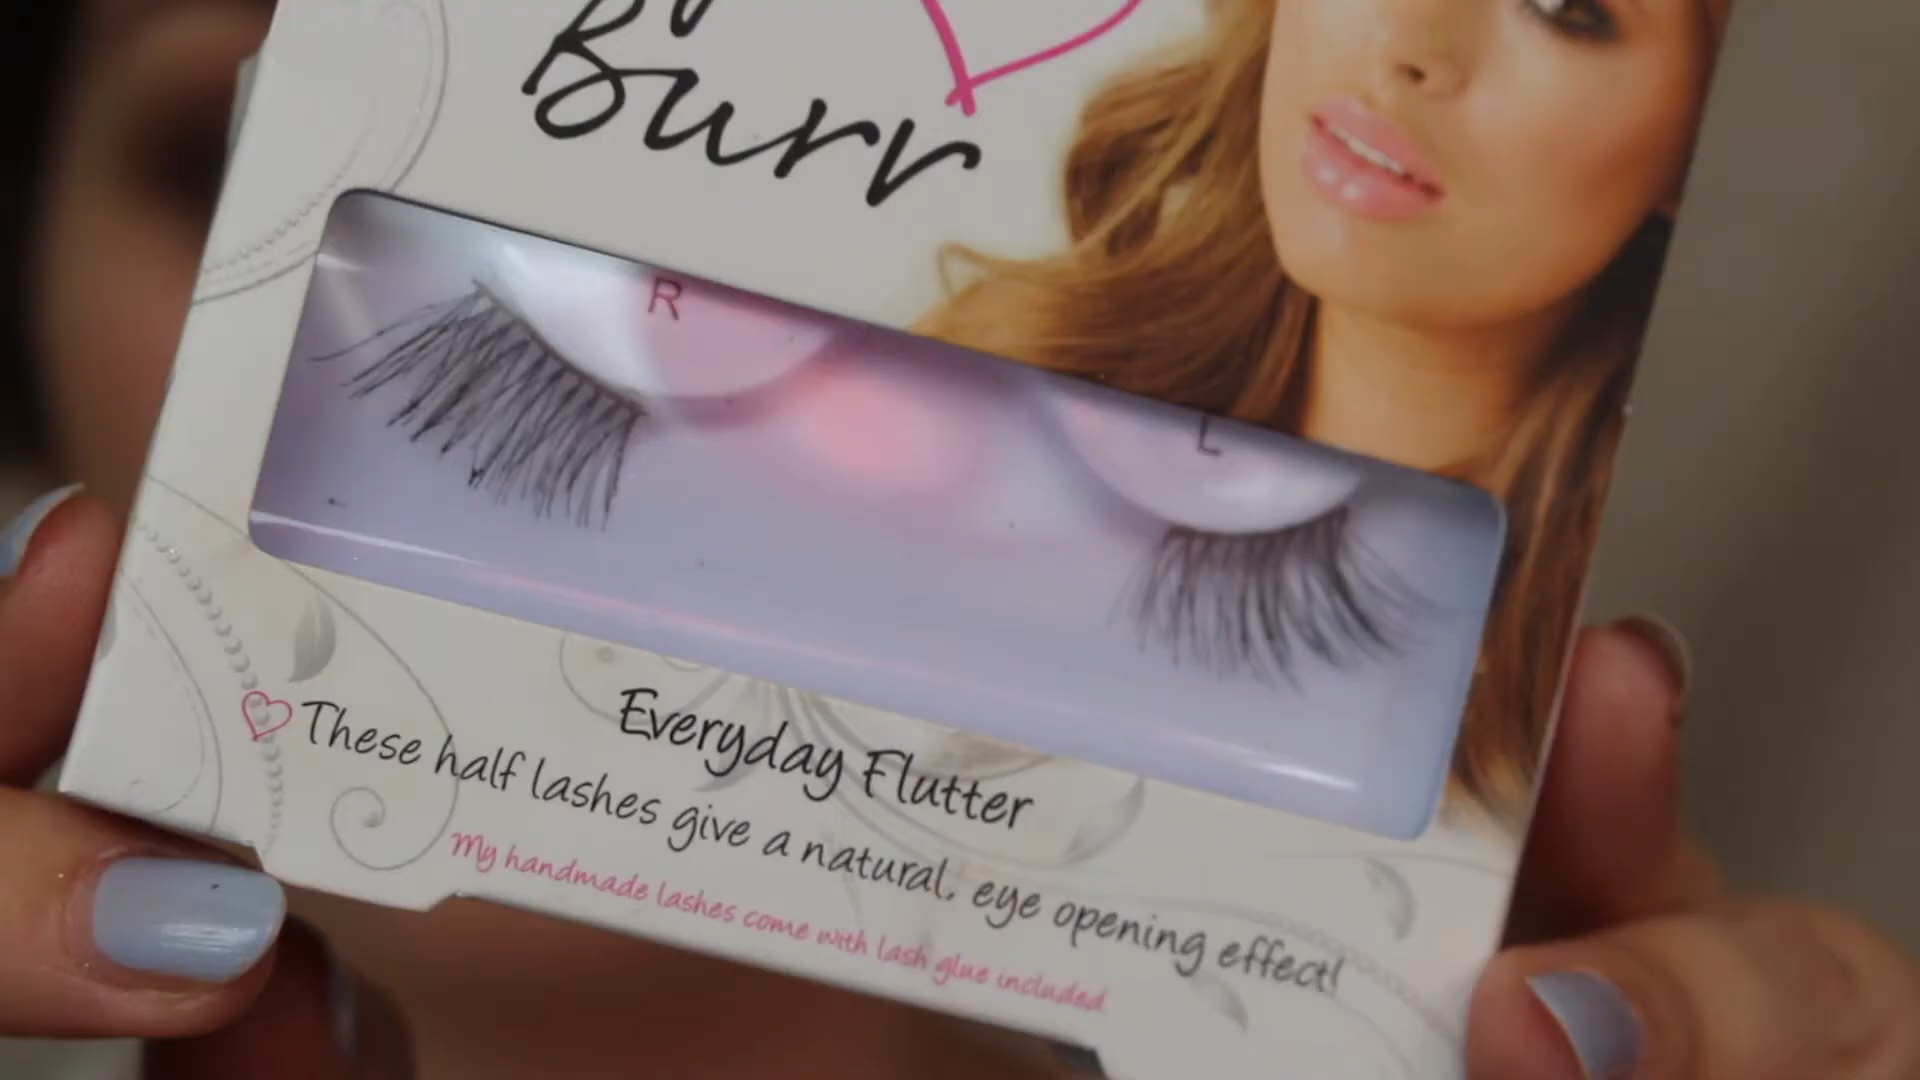 Burr
R
L
Everyday Flutter
These half lashes give a natural, eye opening effect!
My handmade lashes come with lash glue included